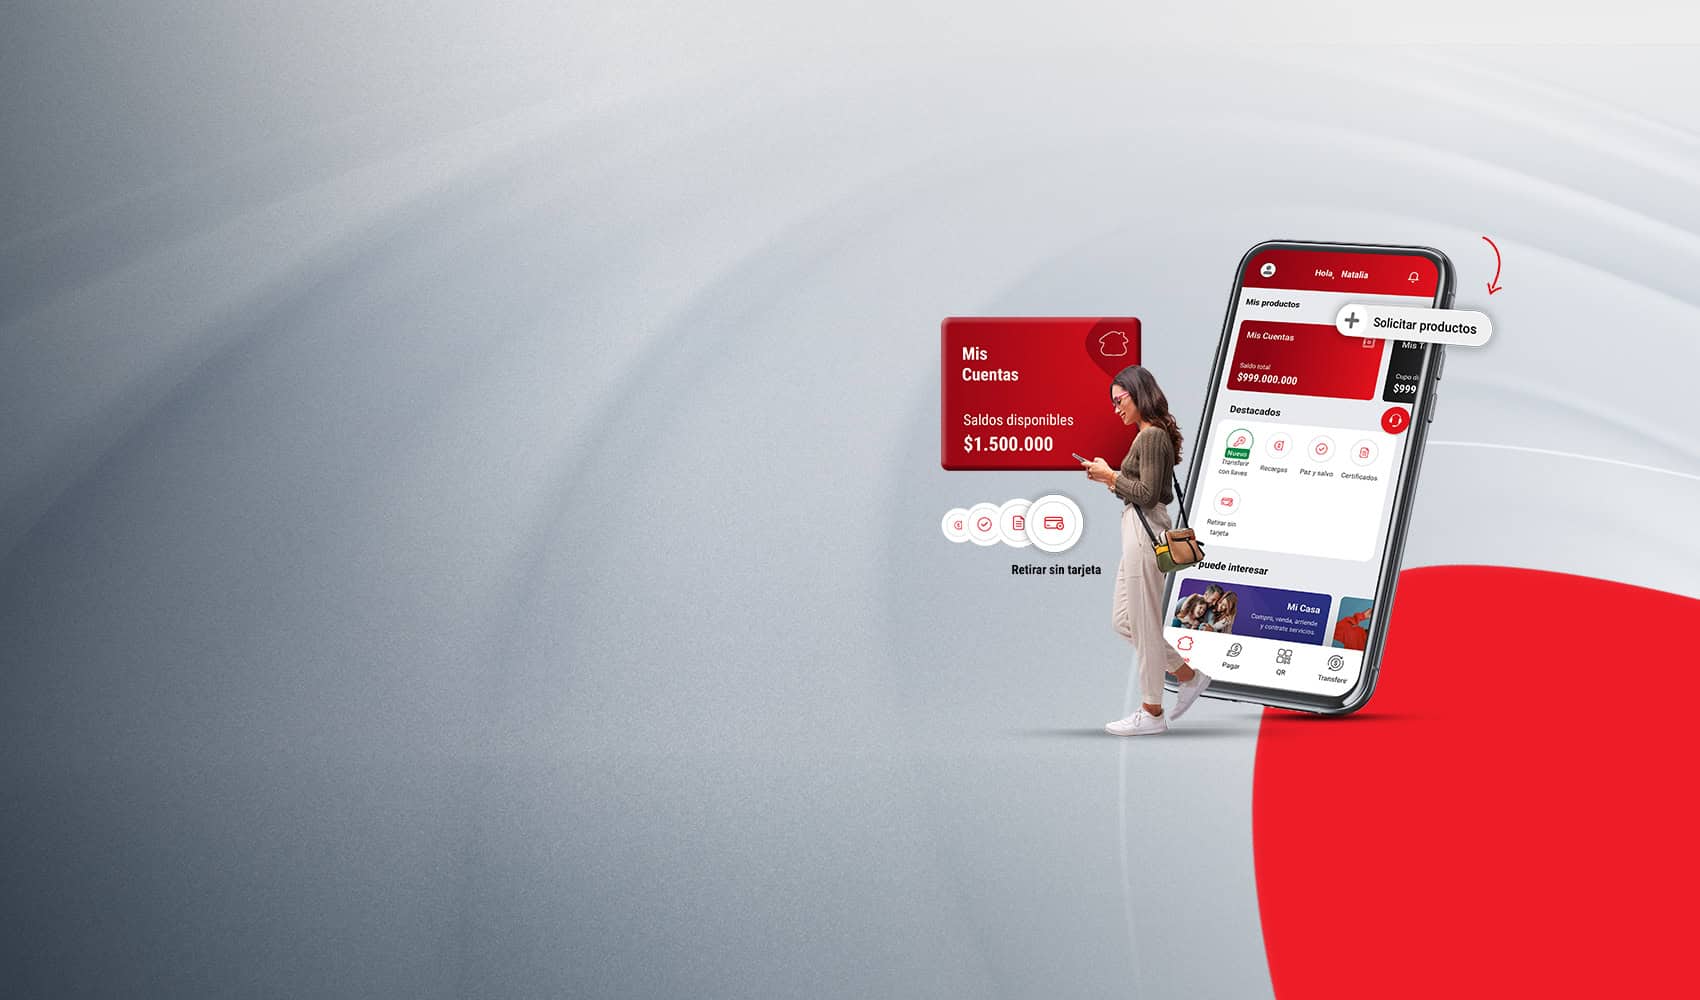 Mis
Cuentas
Saldos disponibles
$1.500.000
Retirar sin tarjeta
Hola, Natalia
Mis productos
Solicitar productos
Mis Cuentas
Saldo total
$999.000.000
Mis T
Cupo di
$999
Destacados
Nuevo
Transferir
con llaves
Recargas
Paz y salvo
Certificados
Retirar sin
tarjeta
puede interesar
Mi Casa
Compra, venda, arriende
y contrate servicios.
Pagar
QR
Transferir